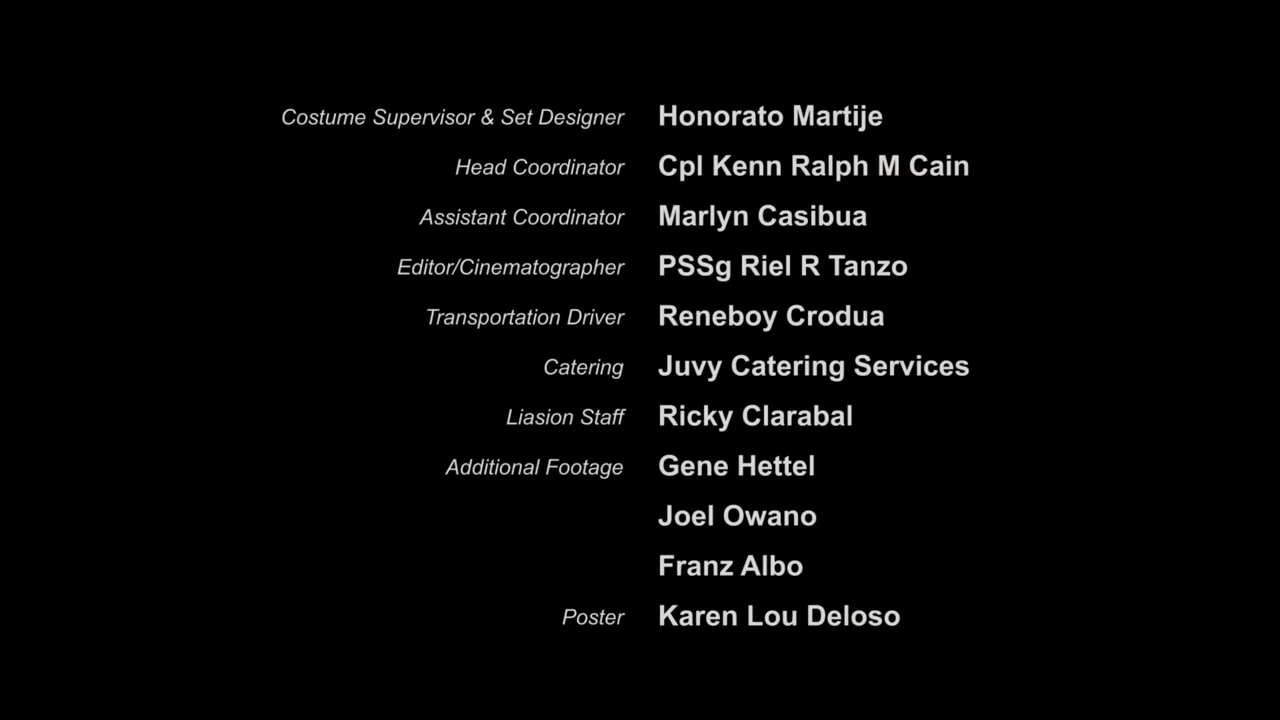 Costume Supervisor & Set Designer Honorato Martije
Head Coordinator Cpl Kenn Ralph M Cain
Assistant Coordinator Marlyn Casibua
Editor/Cinematographer PSSg Riel R Tanzo
Transportation Driver Reneboy Crodua
Catering Juvy Catering Services
Liasion Staff Ricky Clarabal
Additional Footage Gene Hettel
Joel Owano
Franz Albo
Poster Karen Lou Deloso